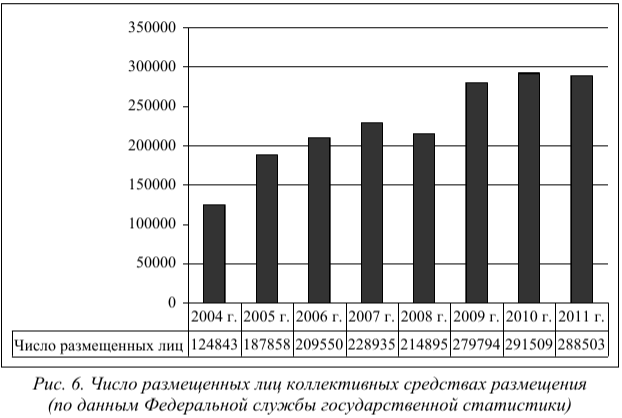 350000
300000
250000
200000
150000
100000
50000
0
2004 г. 2005 г. 2006 г. 2007 г. 2008 г. 2009 г. 2010 г. 2011 г.
Число размещенных лиц 124843 187858 209550 228935 214895 279794 291509 288503
Рис. 6. Число размещенных лиц коллективных средствах размещения
(по данным Федеральной службы государственной статистики)